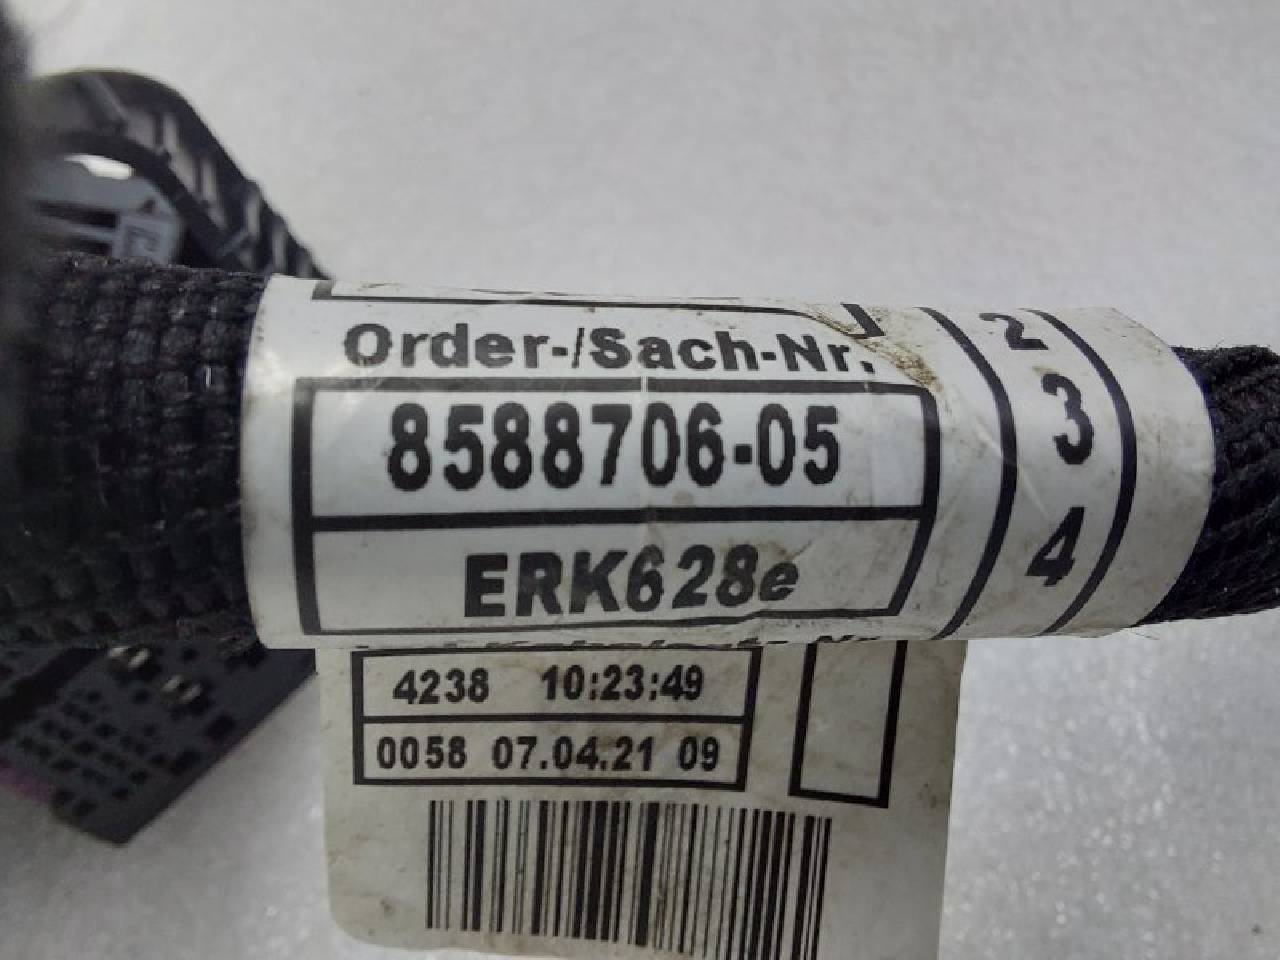 Order-/Sach-Nr.
8588706-05
ERK628e
2
3
4
4238 10:23:49
0058 07.04.21 09